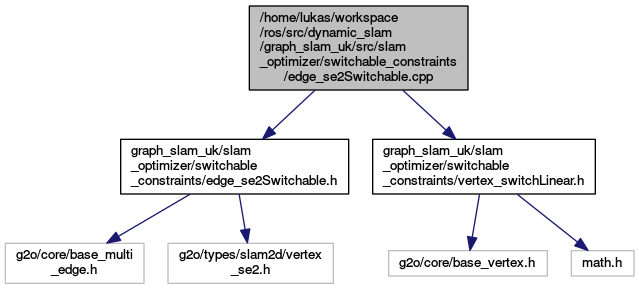 /home/lukas/workspace
/ros/src/dynamic_slam
/graph_slam_uk/src/slam
_optimizer/switchable_constraints
/edge_se2Switchable.cpp
graph_slam_uk/slam
_optimizer/switchable
_constraints/edge_se2Switchable.h
graph_slam_uk/slam
_optimizer/switchable
_constraints/vertex_switchLinear.h
g2o/core/base_multi
_edge.h
g2o/types/slam2d/vertex
_se2.h
g2o/core/base_vertex.h
math.h